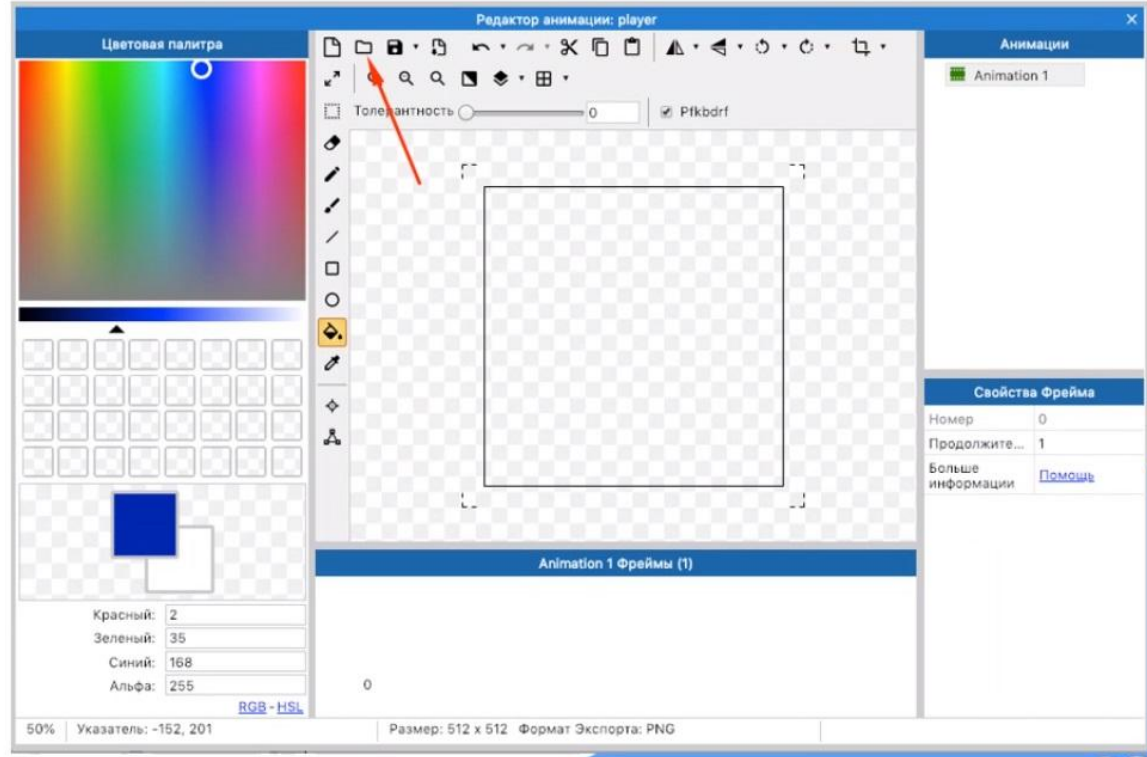 Редактор анимации: player
Цветовая палитра
Анимации
Animation 1
Толерантность 0 Pfkbdrf
Свойства Фрейма
Номер 0
Продолжите... 1
Больше
информации Помощь
Animation 1 Фреймы (1)
0
Красный: 2
Зеленый: 35
Синий: 168
Альфа: 255
RGB - HSL
50% Указатель: -152, 201 Размер: 512 x 512 Формат Экспорта: PNG